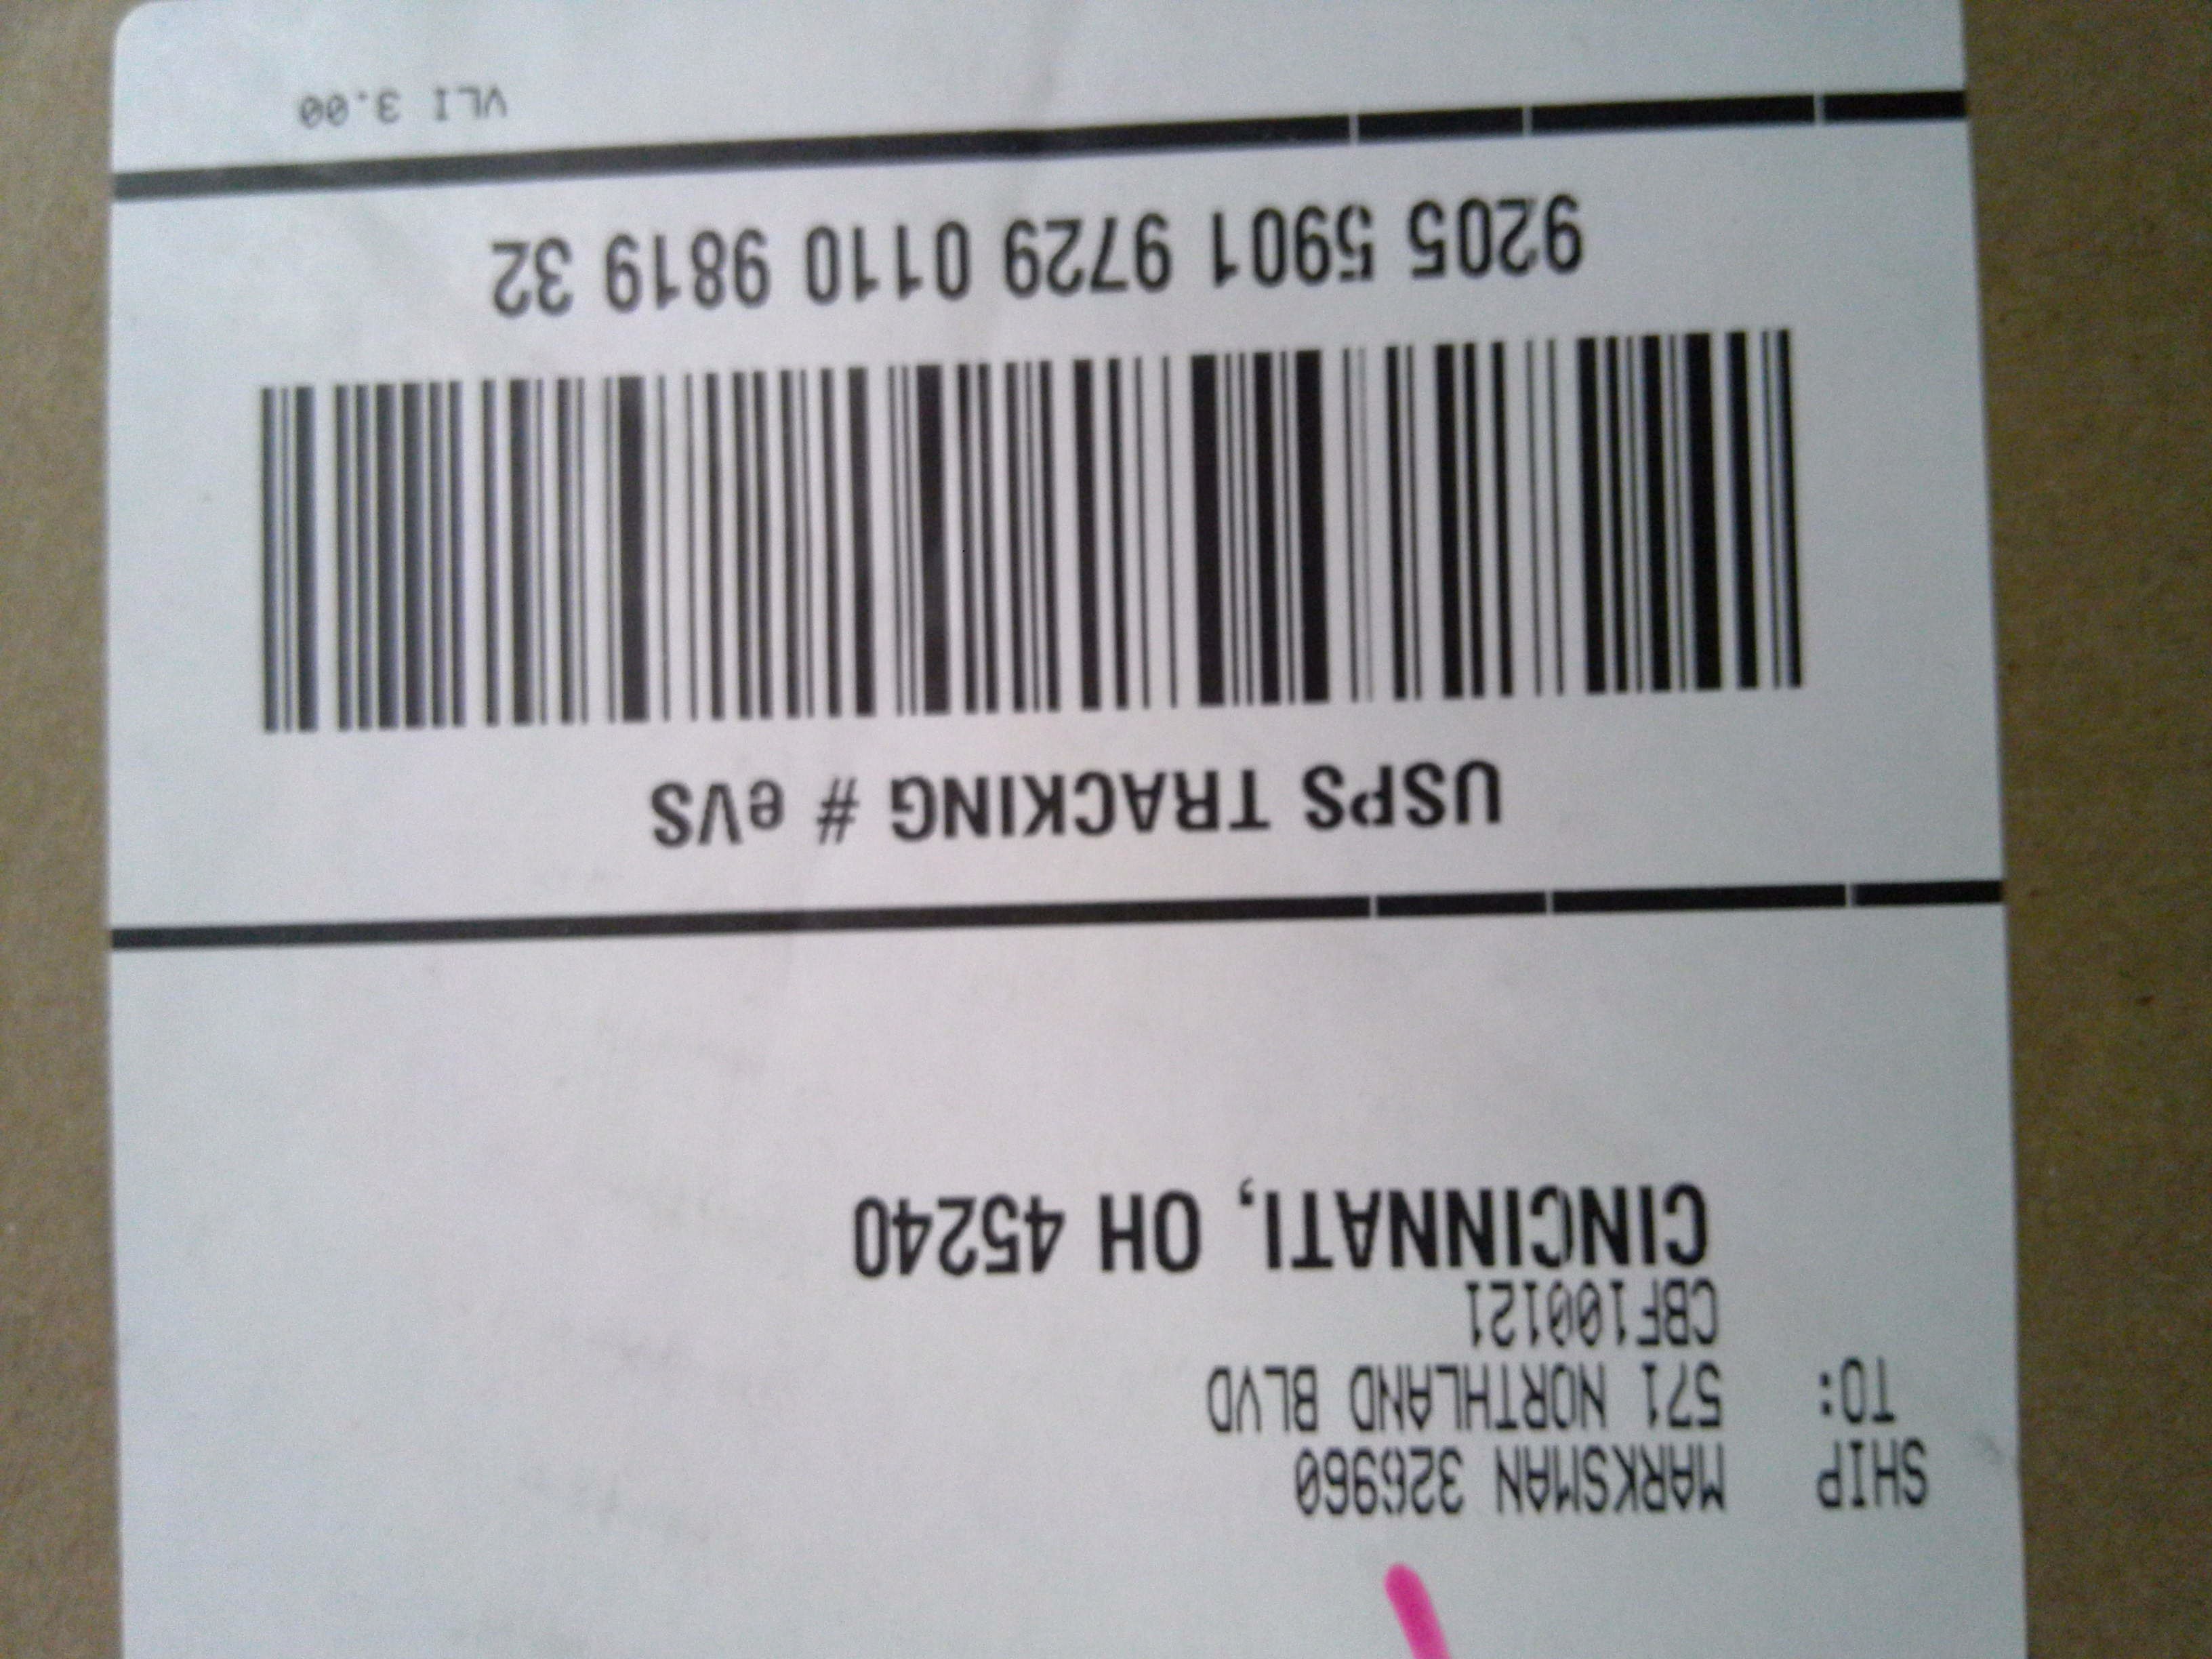 SHIP MARKSMAN 326960
TO: 571 NORTHLAND BLVD
CBF100121
CINCINNATI, OH 45240
USPS TRACKING # eVS
9205 5901 9729 0110 9819 32
VLI 3.00